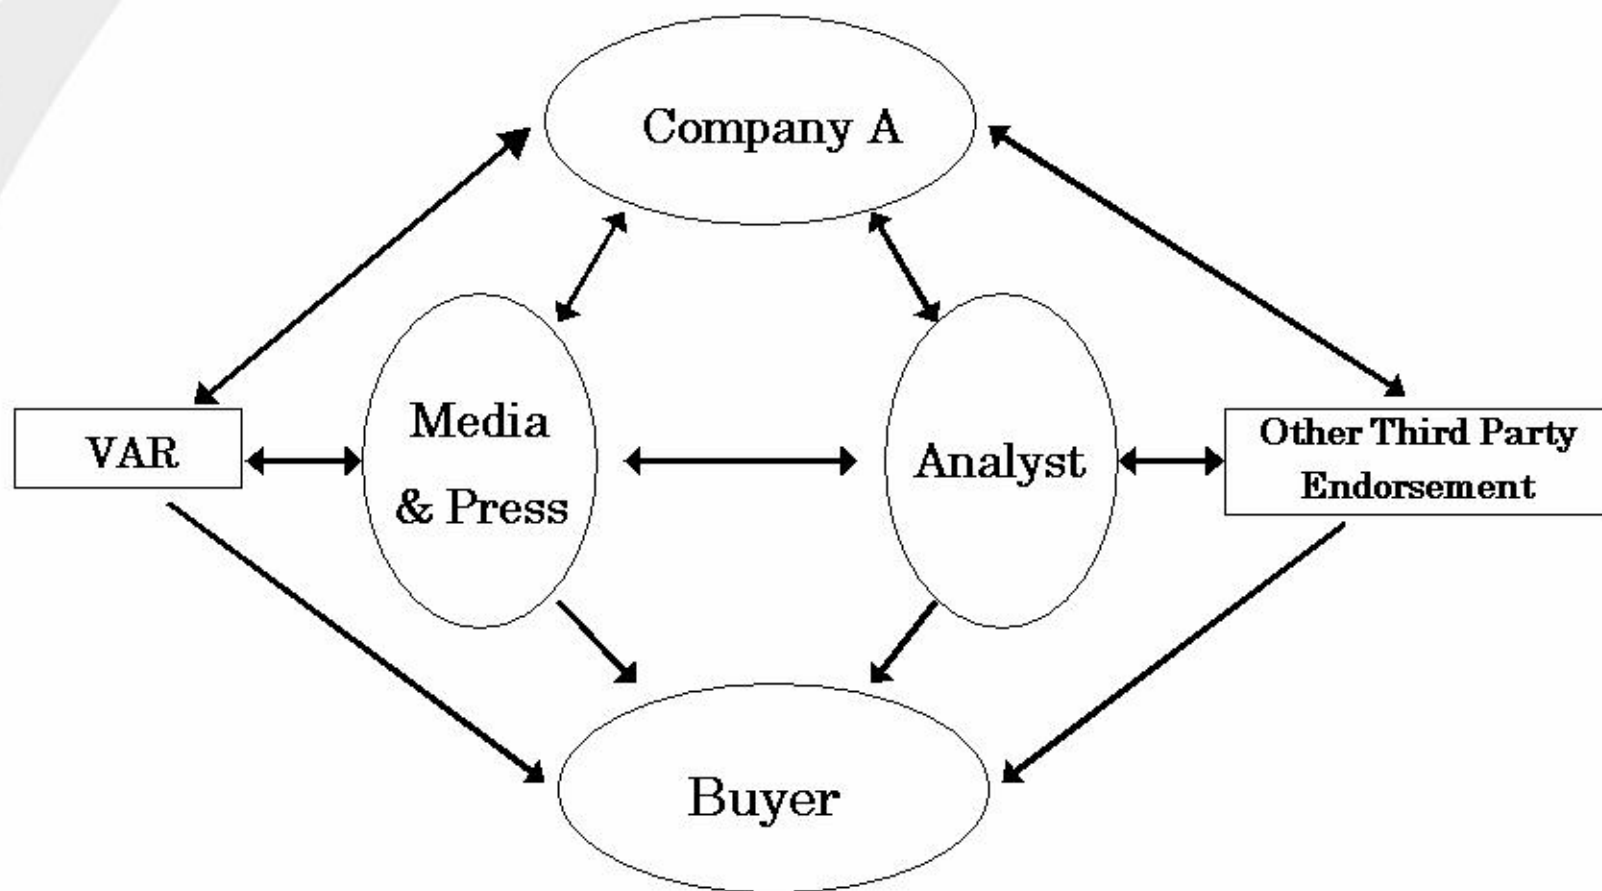 Company A
Media
& Press
VAR
Analyst
Other Third Party
Endorsement
Buyer